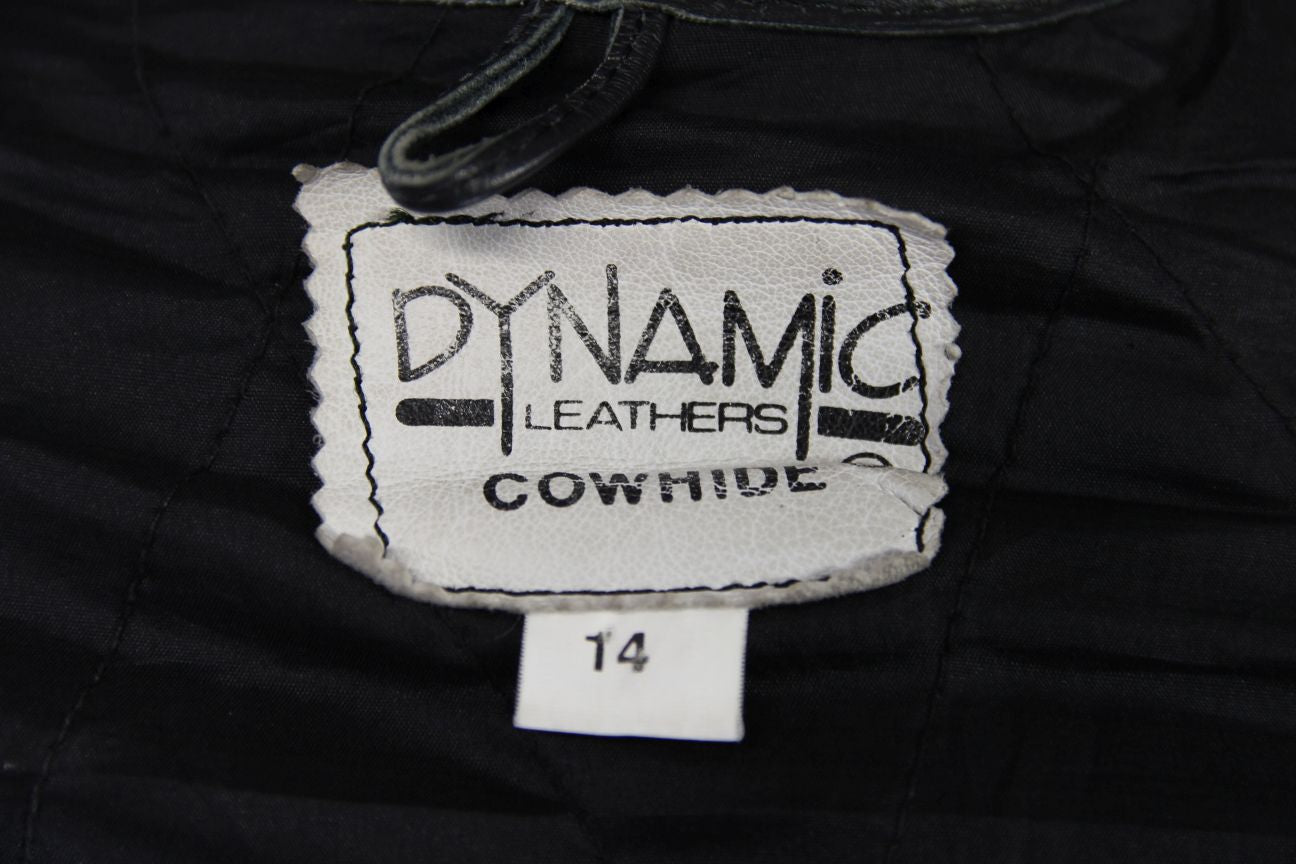 DYNAMiC
LEATHERS
®
COWHIDE
14